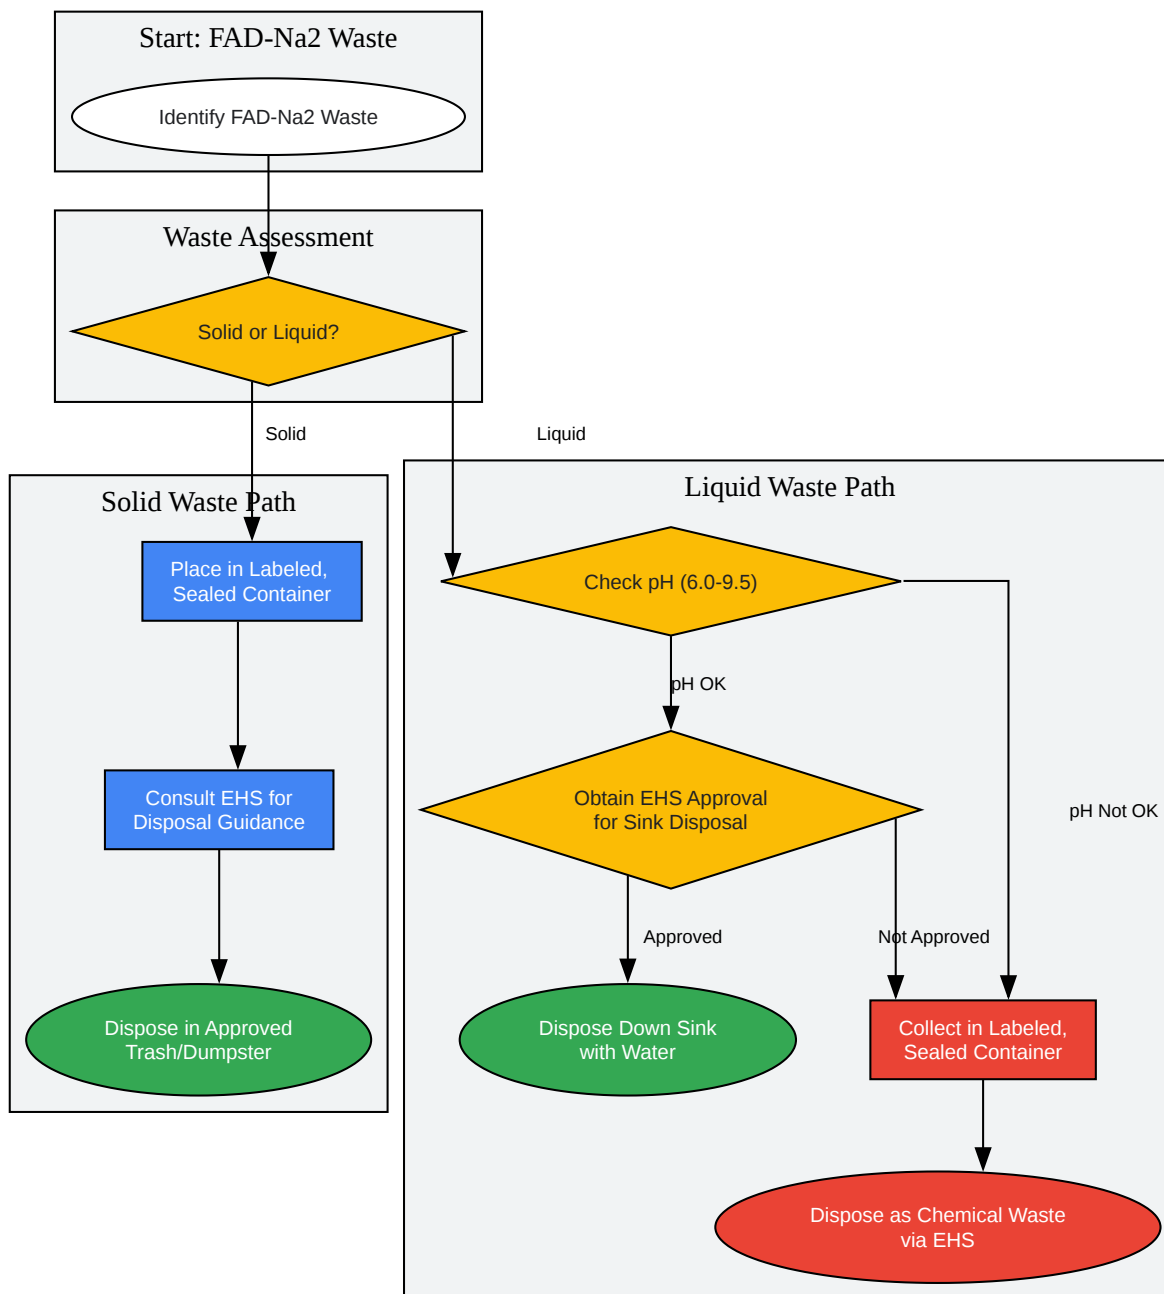 Start: FAD-Na2 Waste
Identify FAD-Na2 Waste
Waste Assessment
Solid or Liquid?
Solid
Liquid
Solid Waste Path
Place in Labeled,
Sealed Container
Consult EHS for
Disposal Guidance
Dispose in Approved
Trash/Dumpster
Liquid Waste Path
Check pH (6.0-9.5)
pH OK
pH Not OK
Obtain EHS Approval
for Sink Disposal
Approved
Not Approved
Dispose Down Sink
with Water
Collect in Labeled,
Sealed Container
Dispose as Chemical Waste
via EHS